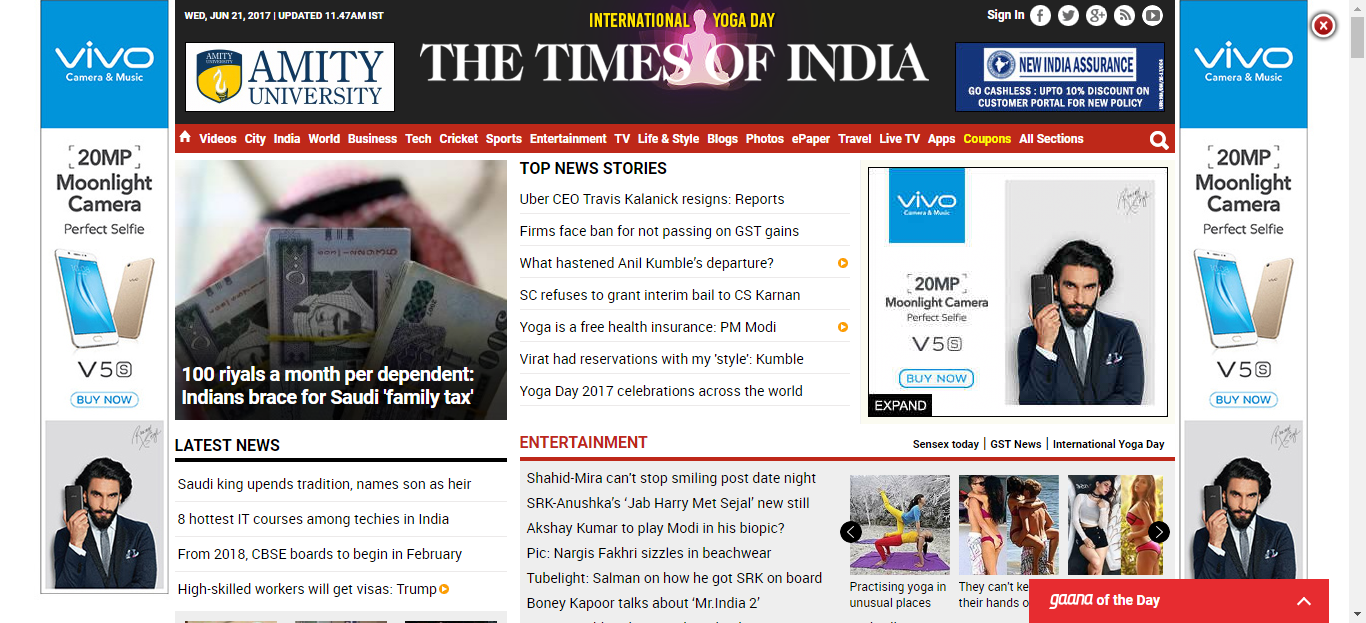 vivo
Camera & Music
20MP
Moonlight
Camera
Perfect Selfie
V5s
BUY NOW
WED, JUN 21, 2017 | UPDATED 11.47AM IST
INTERNATIONAL YOGA DAY
THE TIMES OF INDIA
Sign In
AMITY
UNIVERSITY
AMITY
UNIVERSITY
NEW INDIA ASSURANCE
GO CASHLESS : UPTO 10% DISCOUNT ON
CUSTOMER PORTAL FOR NEW POLICY
Videos City India World Business Tech Cricket Sports Entertainment TV Life & Style Blogs Photos ePaper Travel Live TV Apps Coupons All Sections
100 riyals a month per dependent:
Indians brace for Saudi 'family tax'
LATEST NEWS
Saudi king upends tradition, names son as heir
8 hottest IT courses among techies in India
From 2018, CBSE boards to begin in February
High-skilled workers will get visas: Trump
TOP NEWS STORIES
Uber CEO Travis Kalanick resigns: Reports
Firms face ban for not passing on GST gains
What hastened Anil Kumble's departure?
SC refuses to grant interim bail to CS Karnan
Yoga is a free health insurance: PM Modi
Virat had reservations with my 'style': Kumble
Yoga Day 2017 celebrations across the world
vivo
Camera & Music
20MP
Moonlight Camera
Perfect Selfie
V5s
BUY NOW
EXPAND
ENTERTAINMENT
Sensex today | GST News | International Yoga Day
Shahid-Mira can't stop smiling post date night
SRK-Anushka's ‘Jab Harry Met Sejal’ new still
Akshay Kumar to play Modi in his biopic?
Pic: Nargis Fakhri sizzles in beachwear
Tubelight: Salman on how he got SRK on board
Boney Kapoor talks about ‘Mr.India 2’
Practising yoga in
unusual places
They can't ke
their hands o
gaana of the Day
vivo
Camera & Music
20MP
Moonlight
Camera
Perfect Selfie
V5s
BUY NOW